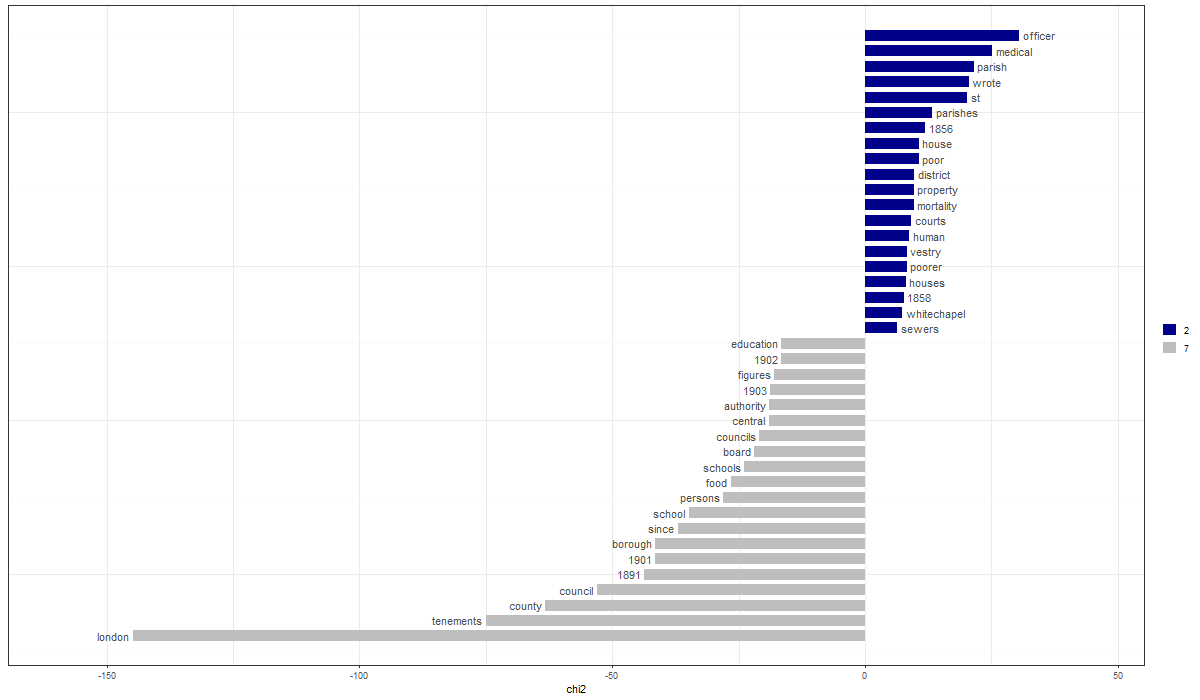 officer
medical
parish
wrote
st
parishes
1856
house
poor
district
property
mortality
courts
human
vestry
poorer
houses
1858
whitechapel
sewers
2
education
7
1902
figures
1903
authority
central
councils
board
schools
food
persons
school
since
borough
1901
1891
council
county
tenements
london
-150 -100 -50 0 50
chi2